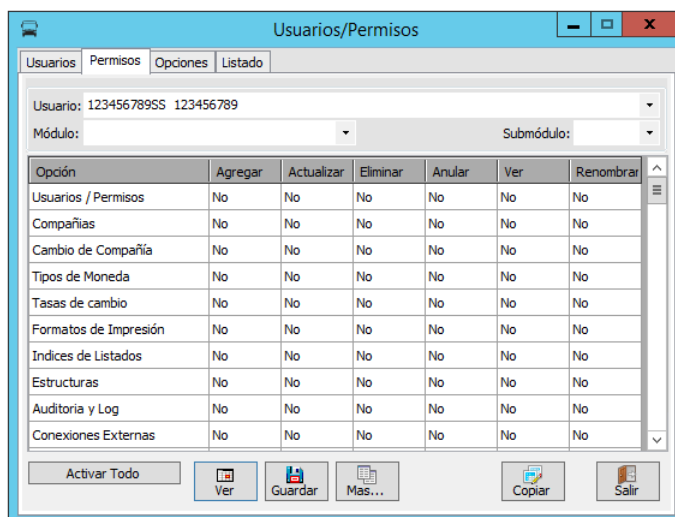 Usuarios/Permisos
Usuarios Permisos Opciones Listado
Usuario: 123456789SS 123456789
Módulo: Submódulo:
Opción Agregar Actualizar Eliminar Anular Ver Renombrar
Usuarios / Permisos No No No No No No
Compañias No No No No No No
Cambio de Compañía No No No No No No
Tipos de Moneda No No No No No No
Tasas de cambio No No No No No No
Formatos de Impresión No No No No No No
Indices de Listados No No No No No No
Estructuras No No No No No No
Auditoria y Log No No No No No No
Conexiones Externas No No No No No No
Activar Todo Ver Guardar Mas... Copiar Salir